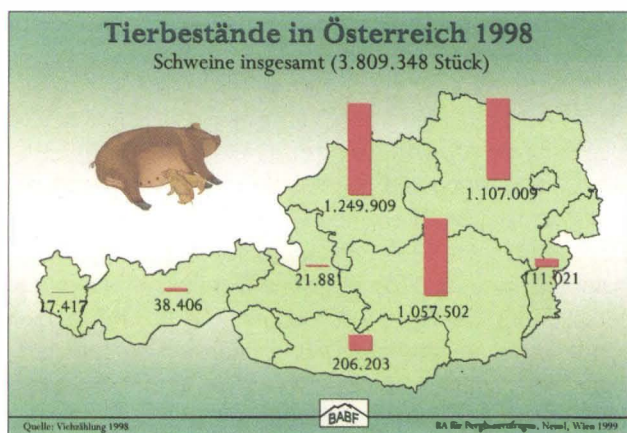 Tierbestände in Österreich 1998
Schweine insgesamt (3.809.348 Stück)
1.249.909
1.107.009
17.417
38.406
21.881
1.057.502
111.021
206.203
BABF
Quelle: Viehzählung 1998
BA für Bergbauernfragen, Neissl, Wien 1999